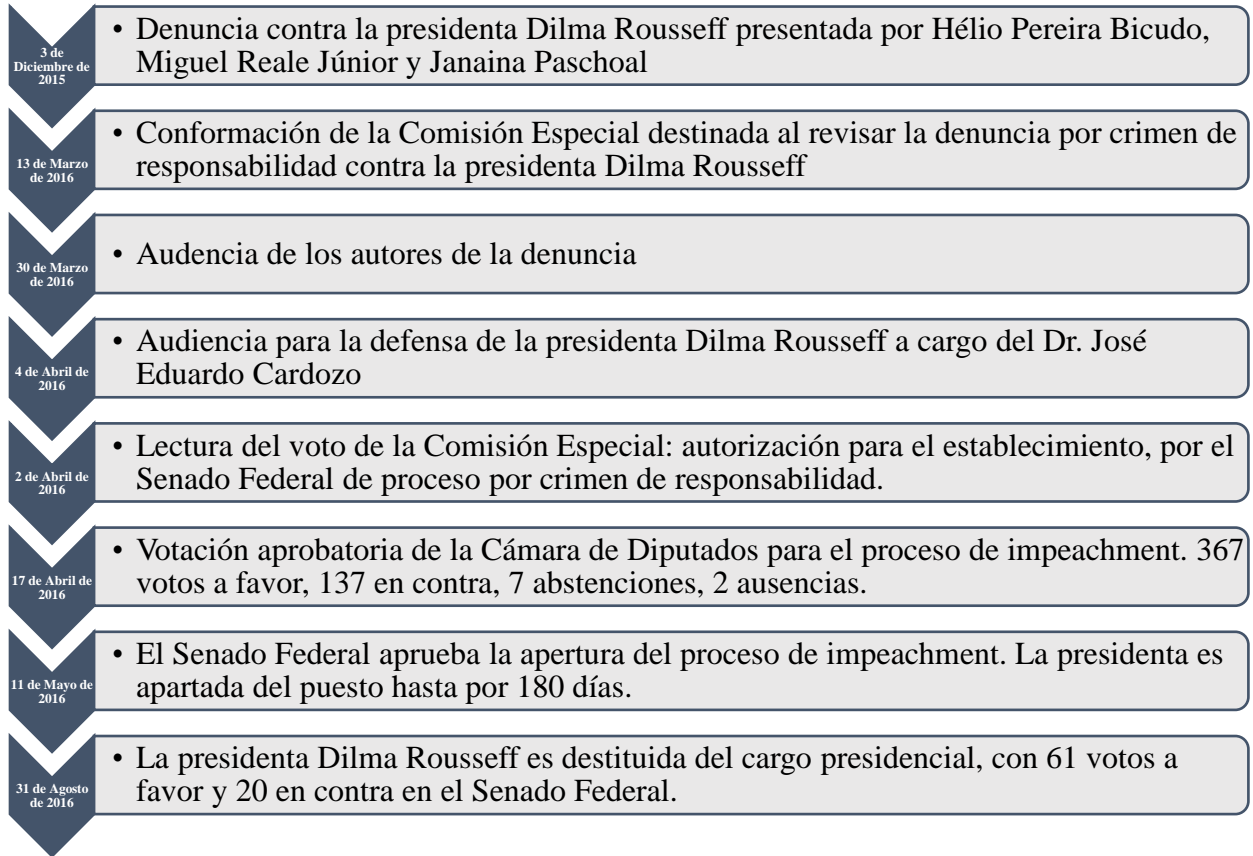 3 de
Diciembre de
2015
• Denuncia contra la presidenta Dilma Rousseff presentada por Hélio Pereira Bicudo,
Miguel Reale Júnior y Janaina Paschoal
13 de Marzo
de 2016
• Conformación de la Comisión Especial destinada al revisar la denuncia por crimen de
responsabilidad contra la presidenta Dilma Rousseff
30 de Marzo
de 2016
• Audencia de los autores de la denuncia
4 de Abril de
2016
• Audiencia para la defensa de la presidenta Dilma Rousseff a cargo del Dr. José
Eduardo Cardozo
2 de Abril de
2016
• Lectura del voto de la Comisión Especial: autorización para el establecimiento, por el
Senado Federal de proceso por crimen de responsabilidad.
17 de Abril de
2016
• Votación aprobatoria de la Cámara de Diputados para el proceso de impeachment. 367
votos a favor, 137 en contra, 7 abstenciones, 2 ausencias.
11 de Mayo de
2016
• El Senado Federal aprueba la apertura del proceso de impeachment. La presidenta es
apartada del puesto hasta por 180 días.
31 de Agosto
de 2016
• La presidenta Dilma Rousseff es destituida del cargo presidencial, con 61 votos a
favor y 20 en contra en el Senado Federal.